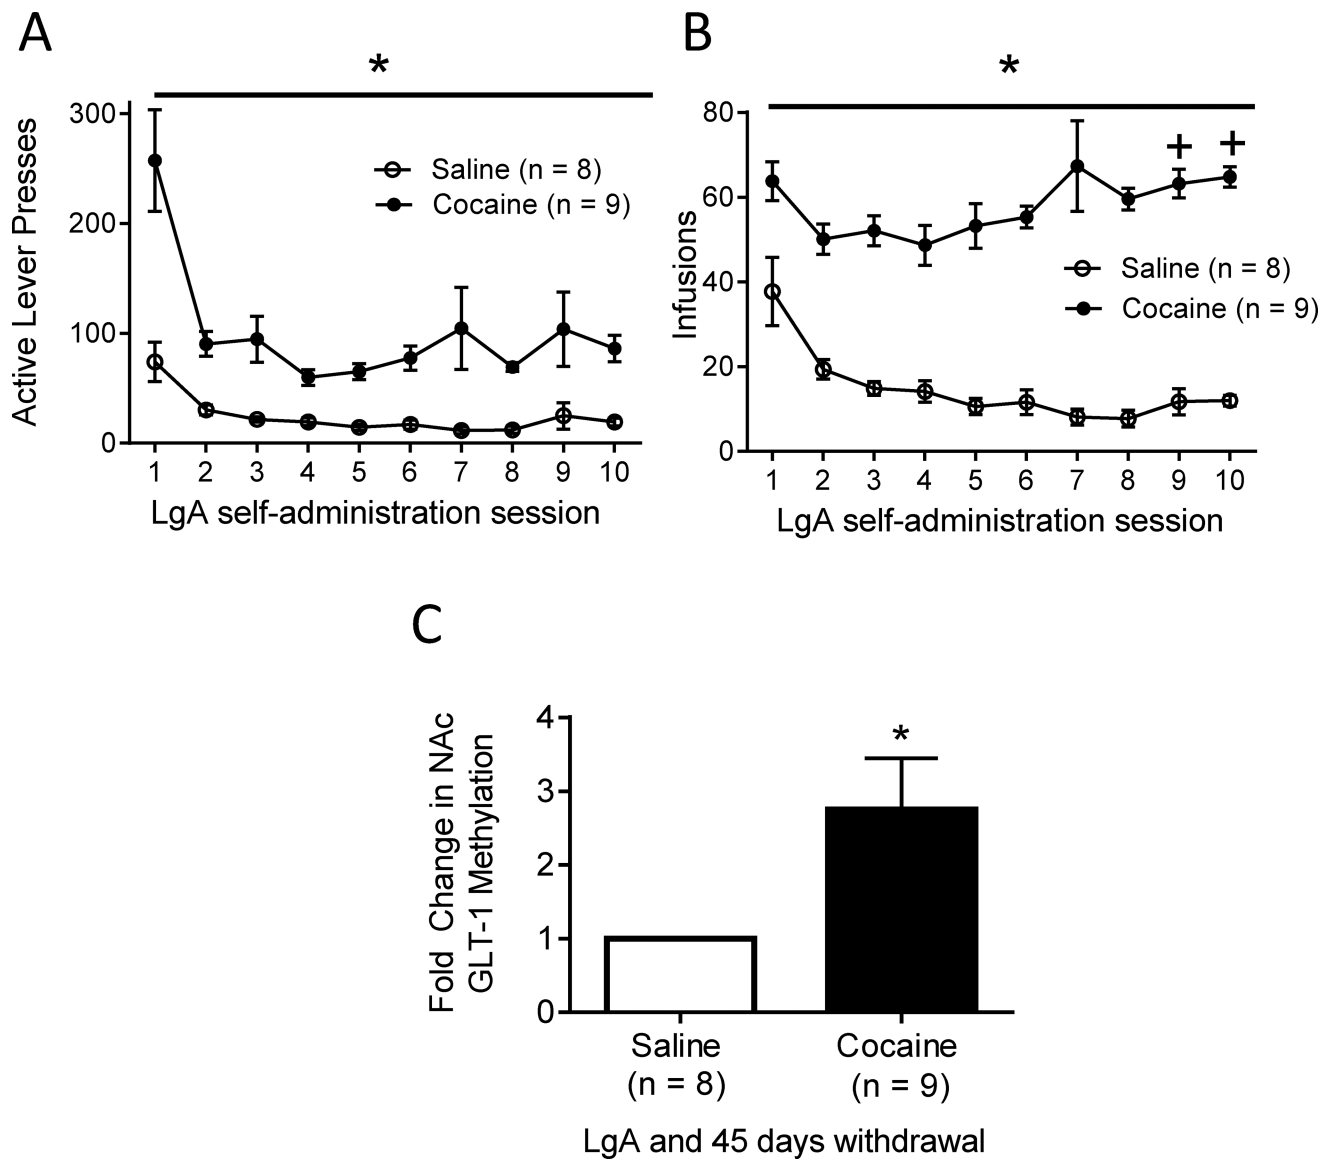 A
*
Active Lever Presses
300
200
100
0
Saline (n = 8)
Cocaine (n = 9)
1 2 3 4 5 6 7 8 9 10
LgA self-administration session
B
*
Infusions
80
60
40
20
0
+ +
Saline (n = 8)
Cocaine (n = 9)
1 2 3 4 5 6 7 8 9 10
LgA self-administration session
C
Fold Change in NAc
GLT-1 Methylation
4
3
2
1
0
*
Saline
(n = 8)
Cocaine
(n = 9)
LgA and 45 days withdrawal